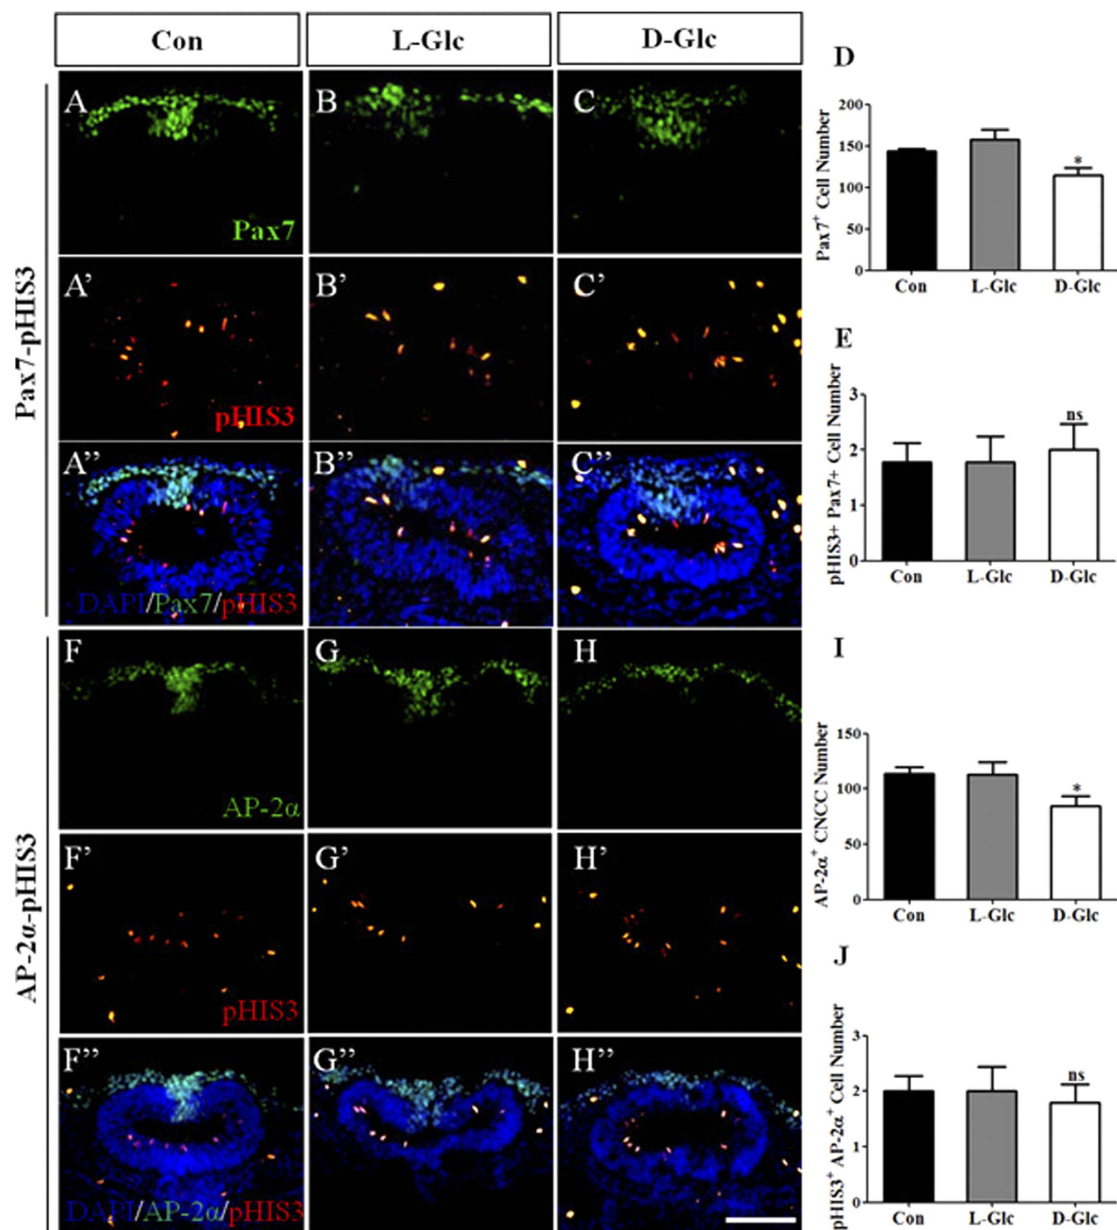 Con
L-Glc
D-Glc
Pax7-pHIS3
A
B
C
Pax7
A’
B’
C’
pHIS3
A”
B”
C”
DAPI/Pax7/pHIS3
AP-2α-pHIS3
F
G
H
AP-2α
F’
G’
H’
pHIS3
F”
G”
H”
DAPI/AP-2α/pHIS3
D
Pax7⁺ Cell Number
200
150
100
50
0
*
Con L-Glc D-Glc
E
pHIS3+ Pax7+ Cell Number
3
2
1
0
ns
Con L-Glc D-Glc
I
AP-2α⁺ CNCC Number
150
100
50
0
*
Con L-Glc D-Glc
J
pHIS3⁺ AP-2α⁺ Cell Number
3
2
1
0
ns
Con L-Glc D-Glc